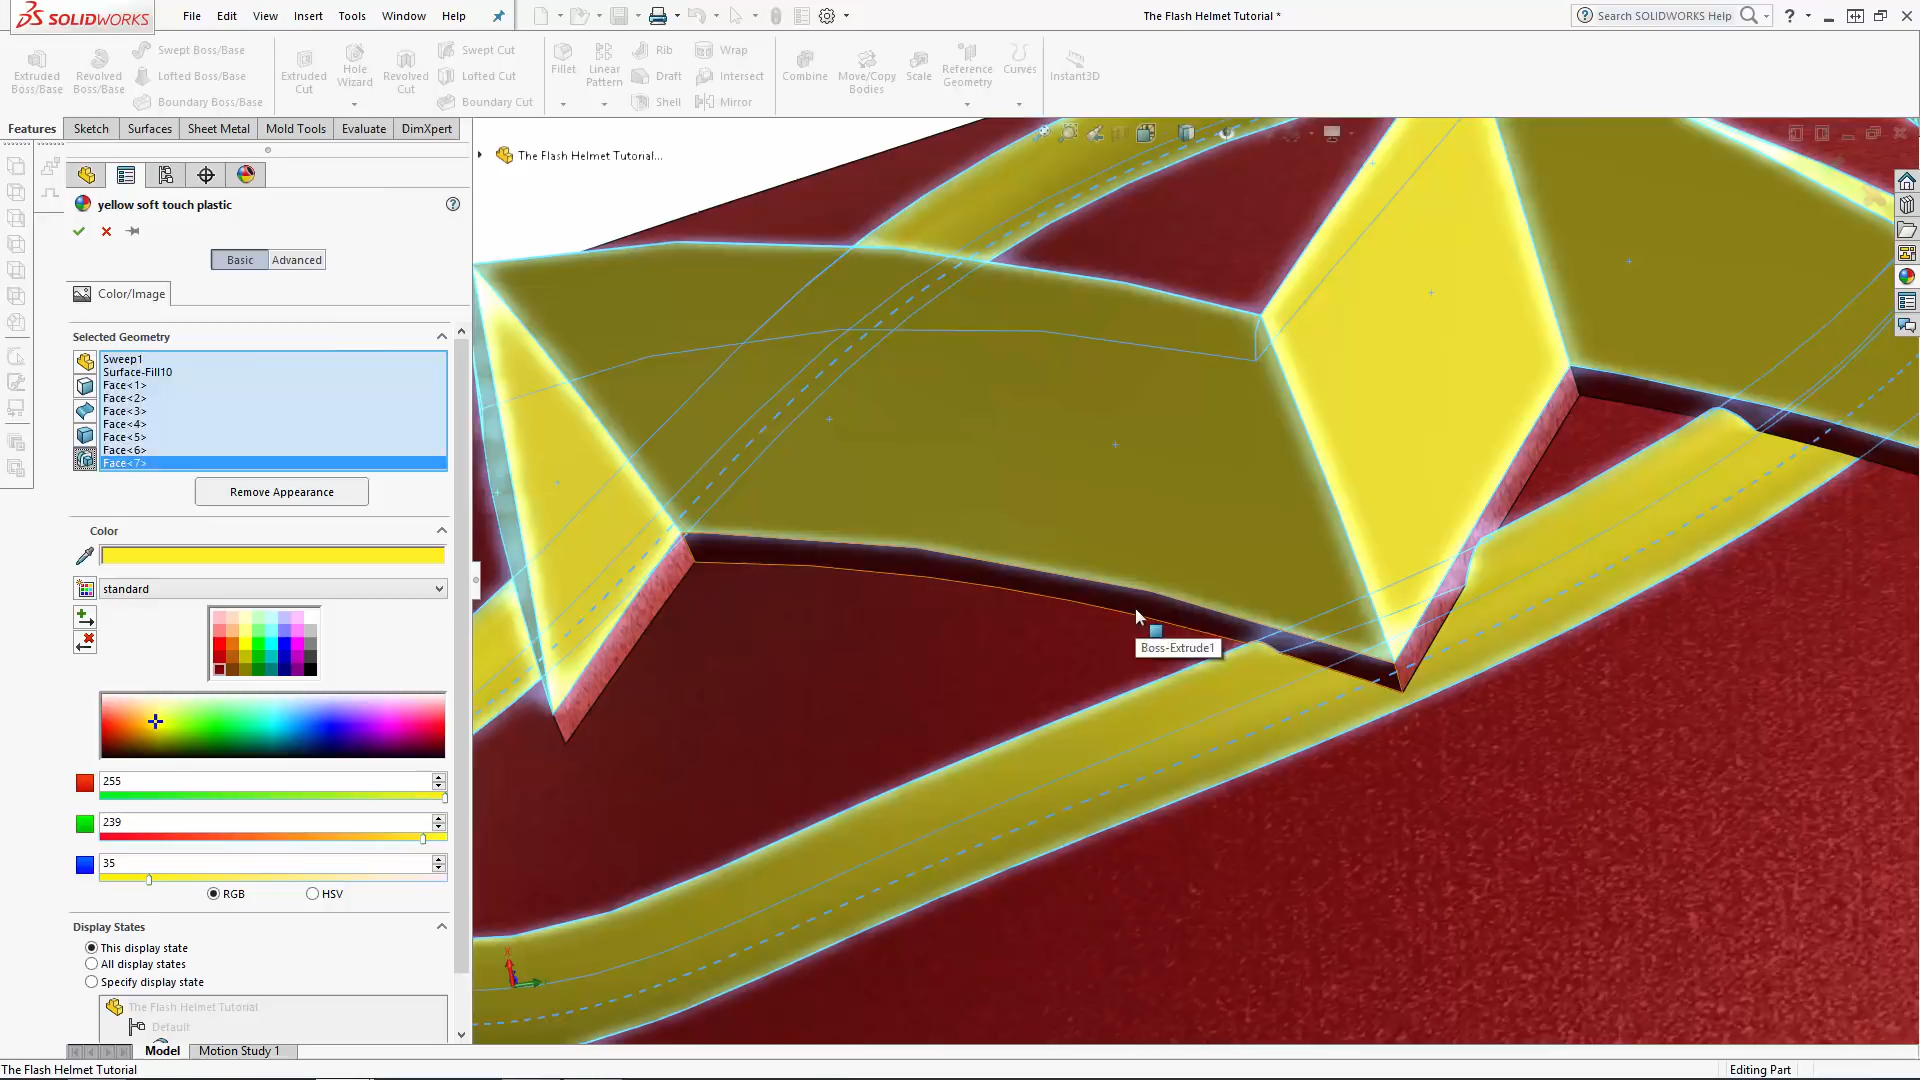 SOLIDWORKS
File Edit View Insert Tools Window Help
The Flash Helmet Tutorial *
Search SOLIDWORKS Help
Extruded Boss/Base
Revolved Boss/Base
Swept Boss/Base
Lofted Boss/Base
Boundary Boss/Base
Extruded Cut
Hole Wizard
Revolved Cut
Swept Cut
Lofted Cut
Boundary Cut
Fillet
Linear Pattern
Rib
Draft
Shell
Wrap
Intersect
Mirror
Combine
Move/Copy Bodies
Scale
Reference Geometry
Curves
Instant3D
Features Sketch Surfaces Sheet Metal Mold Tools Evaluate DimXpert
The Flash Helmet Tutorial...
yellow soft touch plastic
Basic Advanced
Color/Image
Selected Geometry
Sweep1
Surface-Fill10
Face<1>
Face<2>
Face<3>
Face<4>
Face<5>
Face<6>
Face<7>
Remove Appearance
Color
standard
255
239
35
RGB HSV
Display States
This display state
All display states
Specify display state
The Flash Helmet Tutorial
Default
Boss-Extrude1
Model Motion Study 1
The Flash Helmet Tutorial
Editing Part